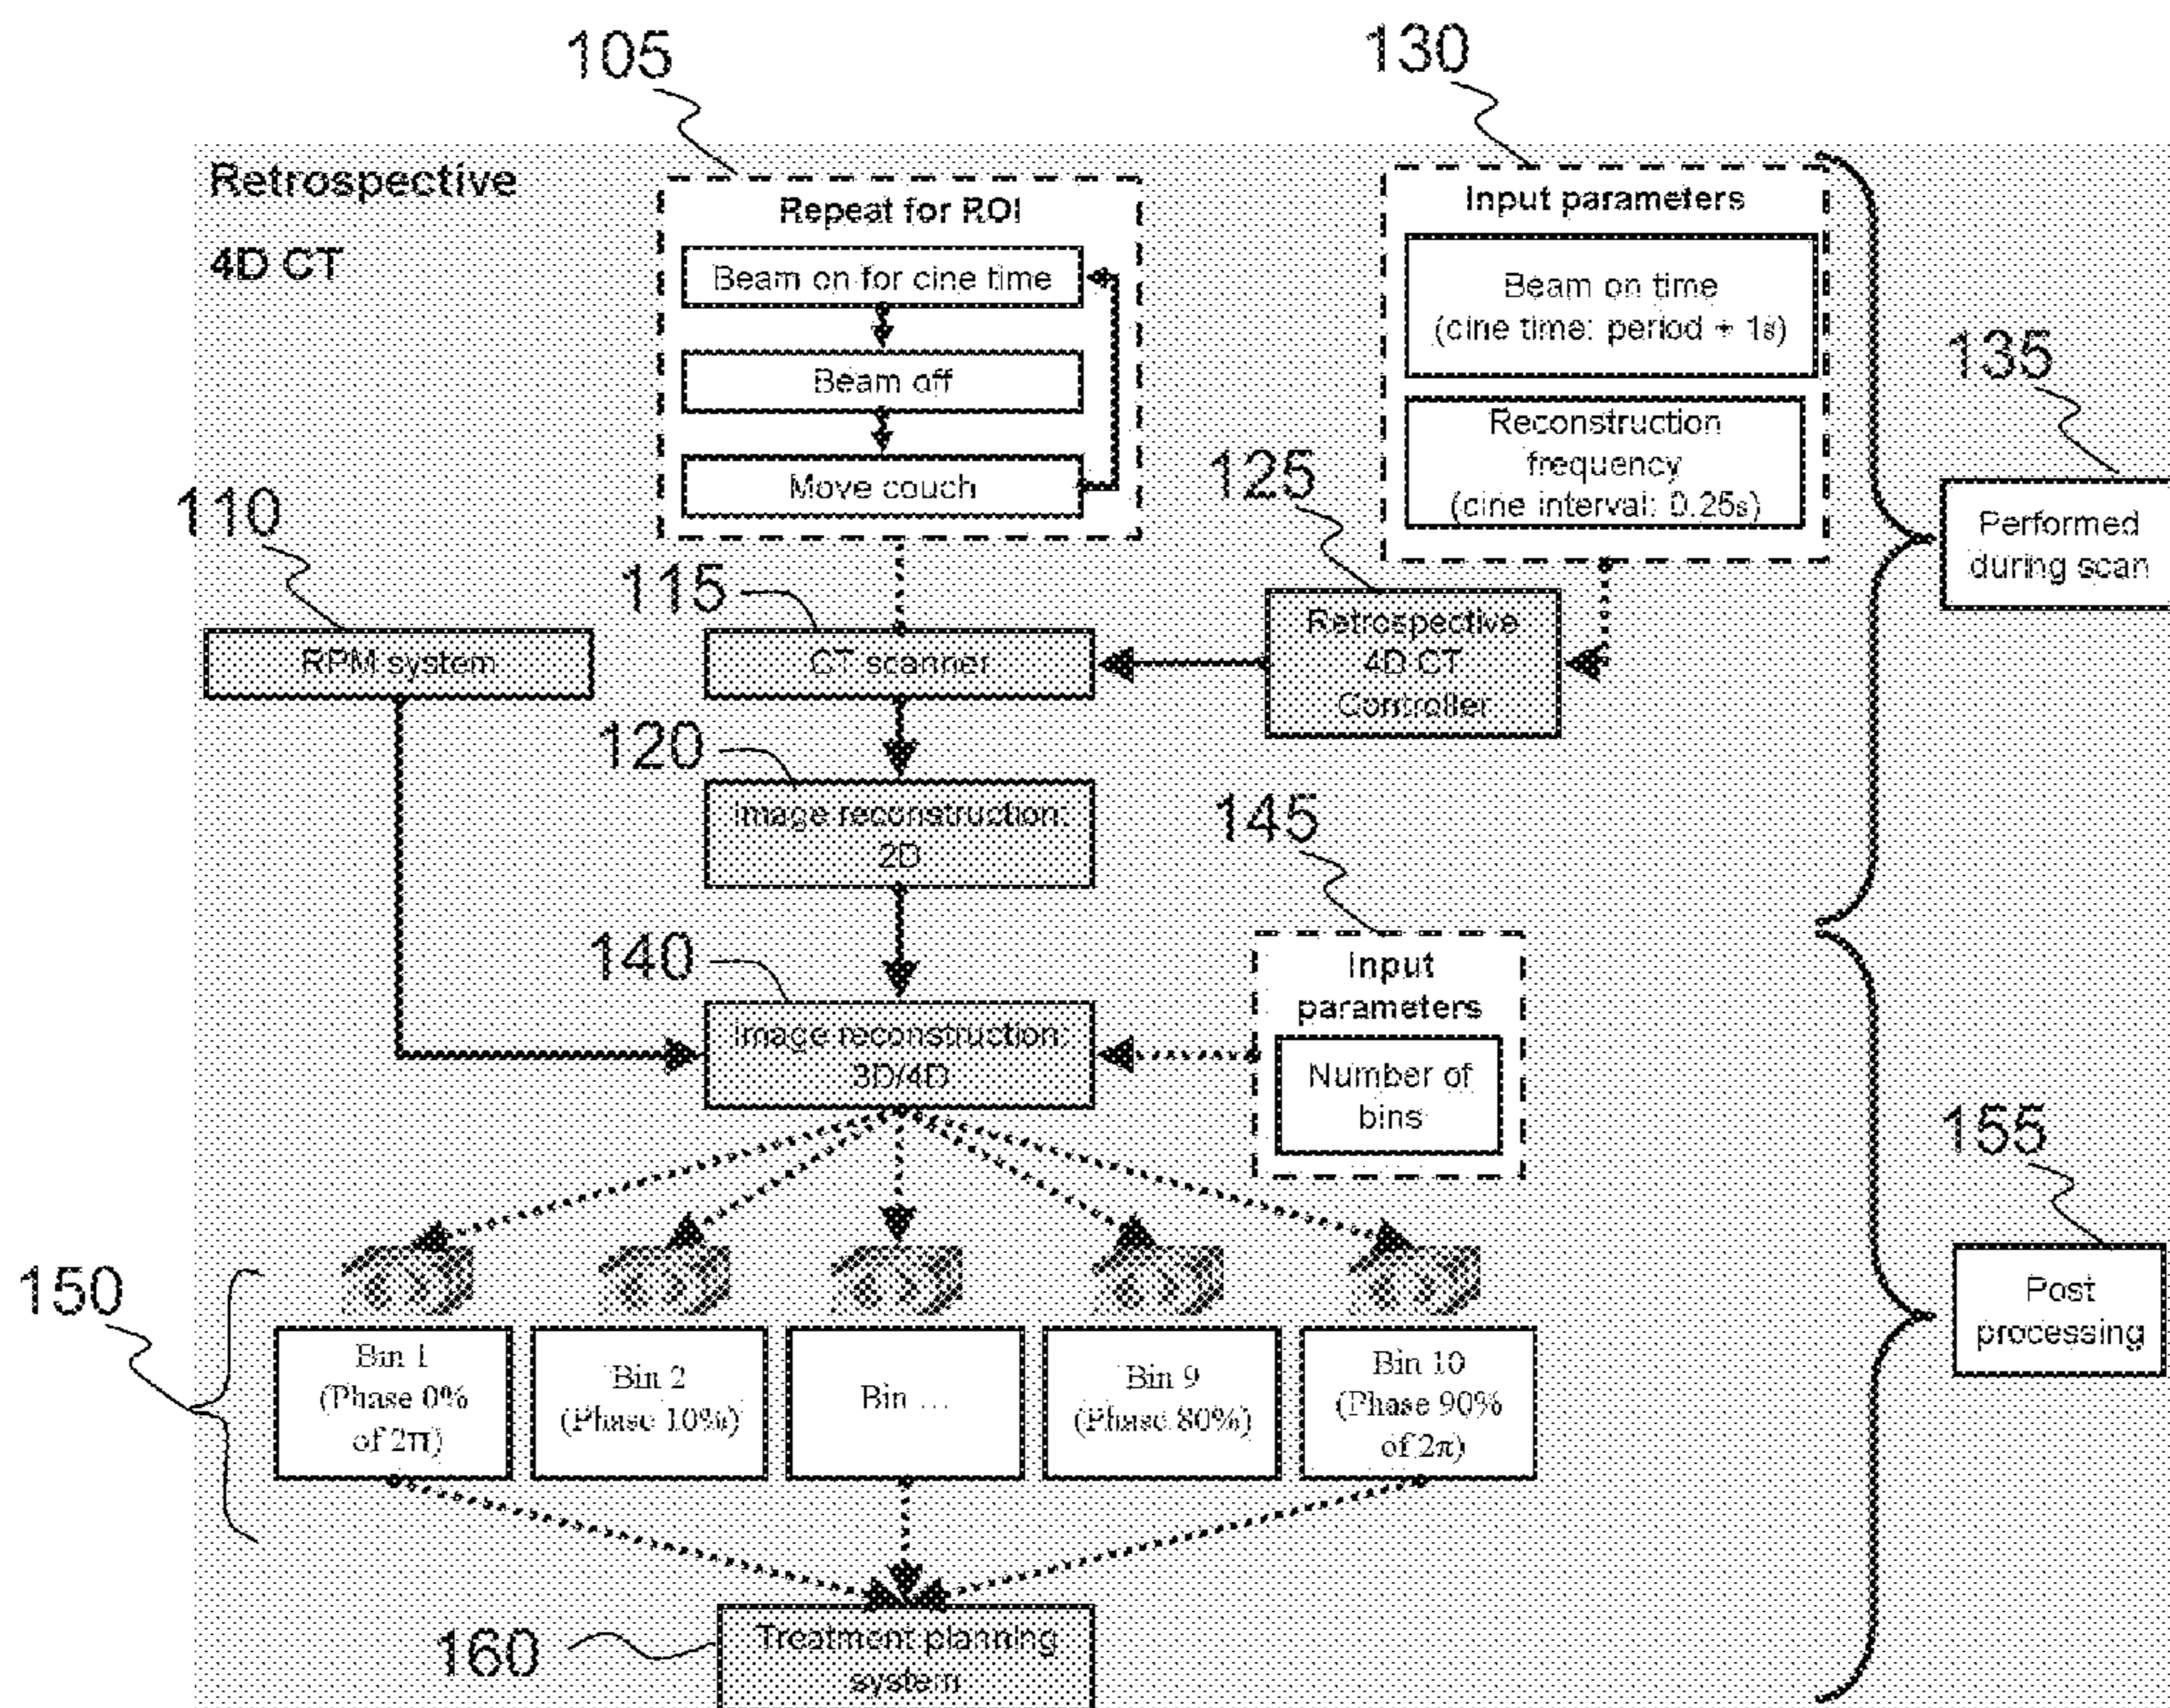 105
130
Retrospective
4D CT
Repeat for ROI
Beam on for cine time
Beam off
Move couch
Input parameters
Beam on time
(cine time: period + 1s)
Reconstruction
frequency
(cine interval: 0.25s)
135
Performed
during scan
110
115
125
RPM system
CT scanner
Retrospective
4D CT
Controller
120
Image reconstruction:
2D
145
140
Image reconstruction:
3D/4D
Input
parameters
Number of
bins
155
Post
processing
150
Bin 1
(Phase 0%
of 2π)
Bin 2
(Phase 10%)
Bin ...
Bin 9
(Phase 80%)
Bin 10
(Phase 90%
of 2π)
160
Treatment planning
system